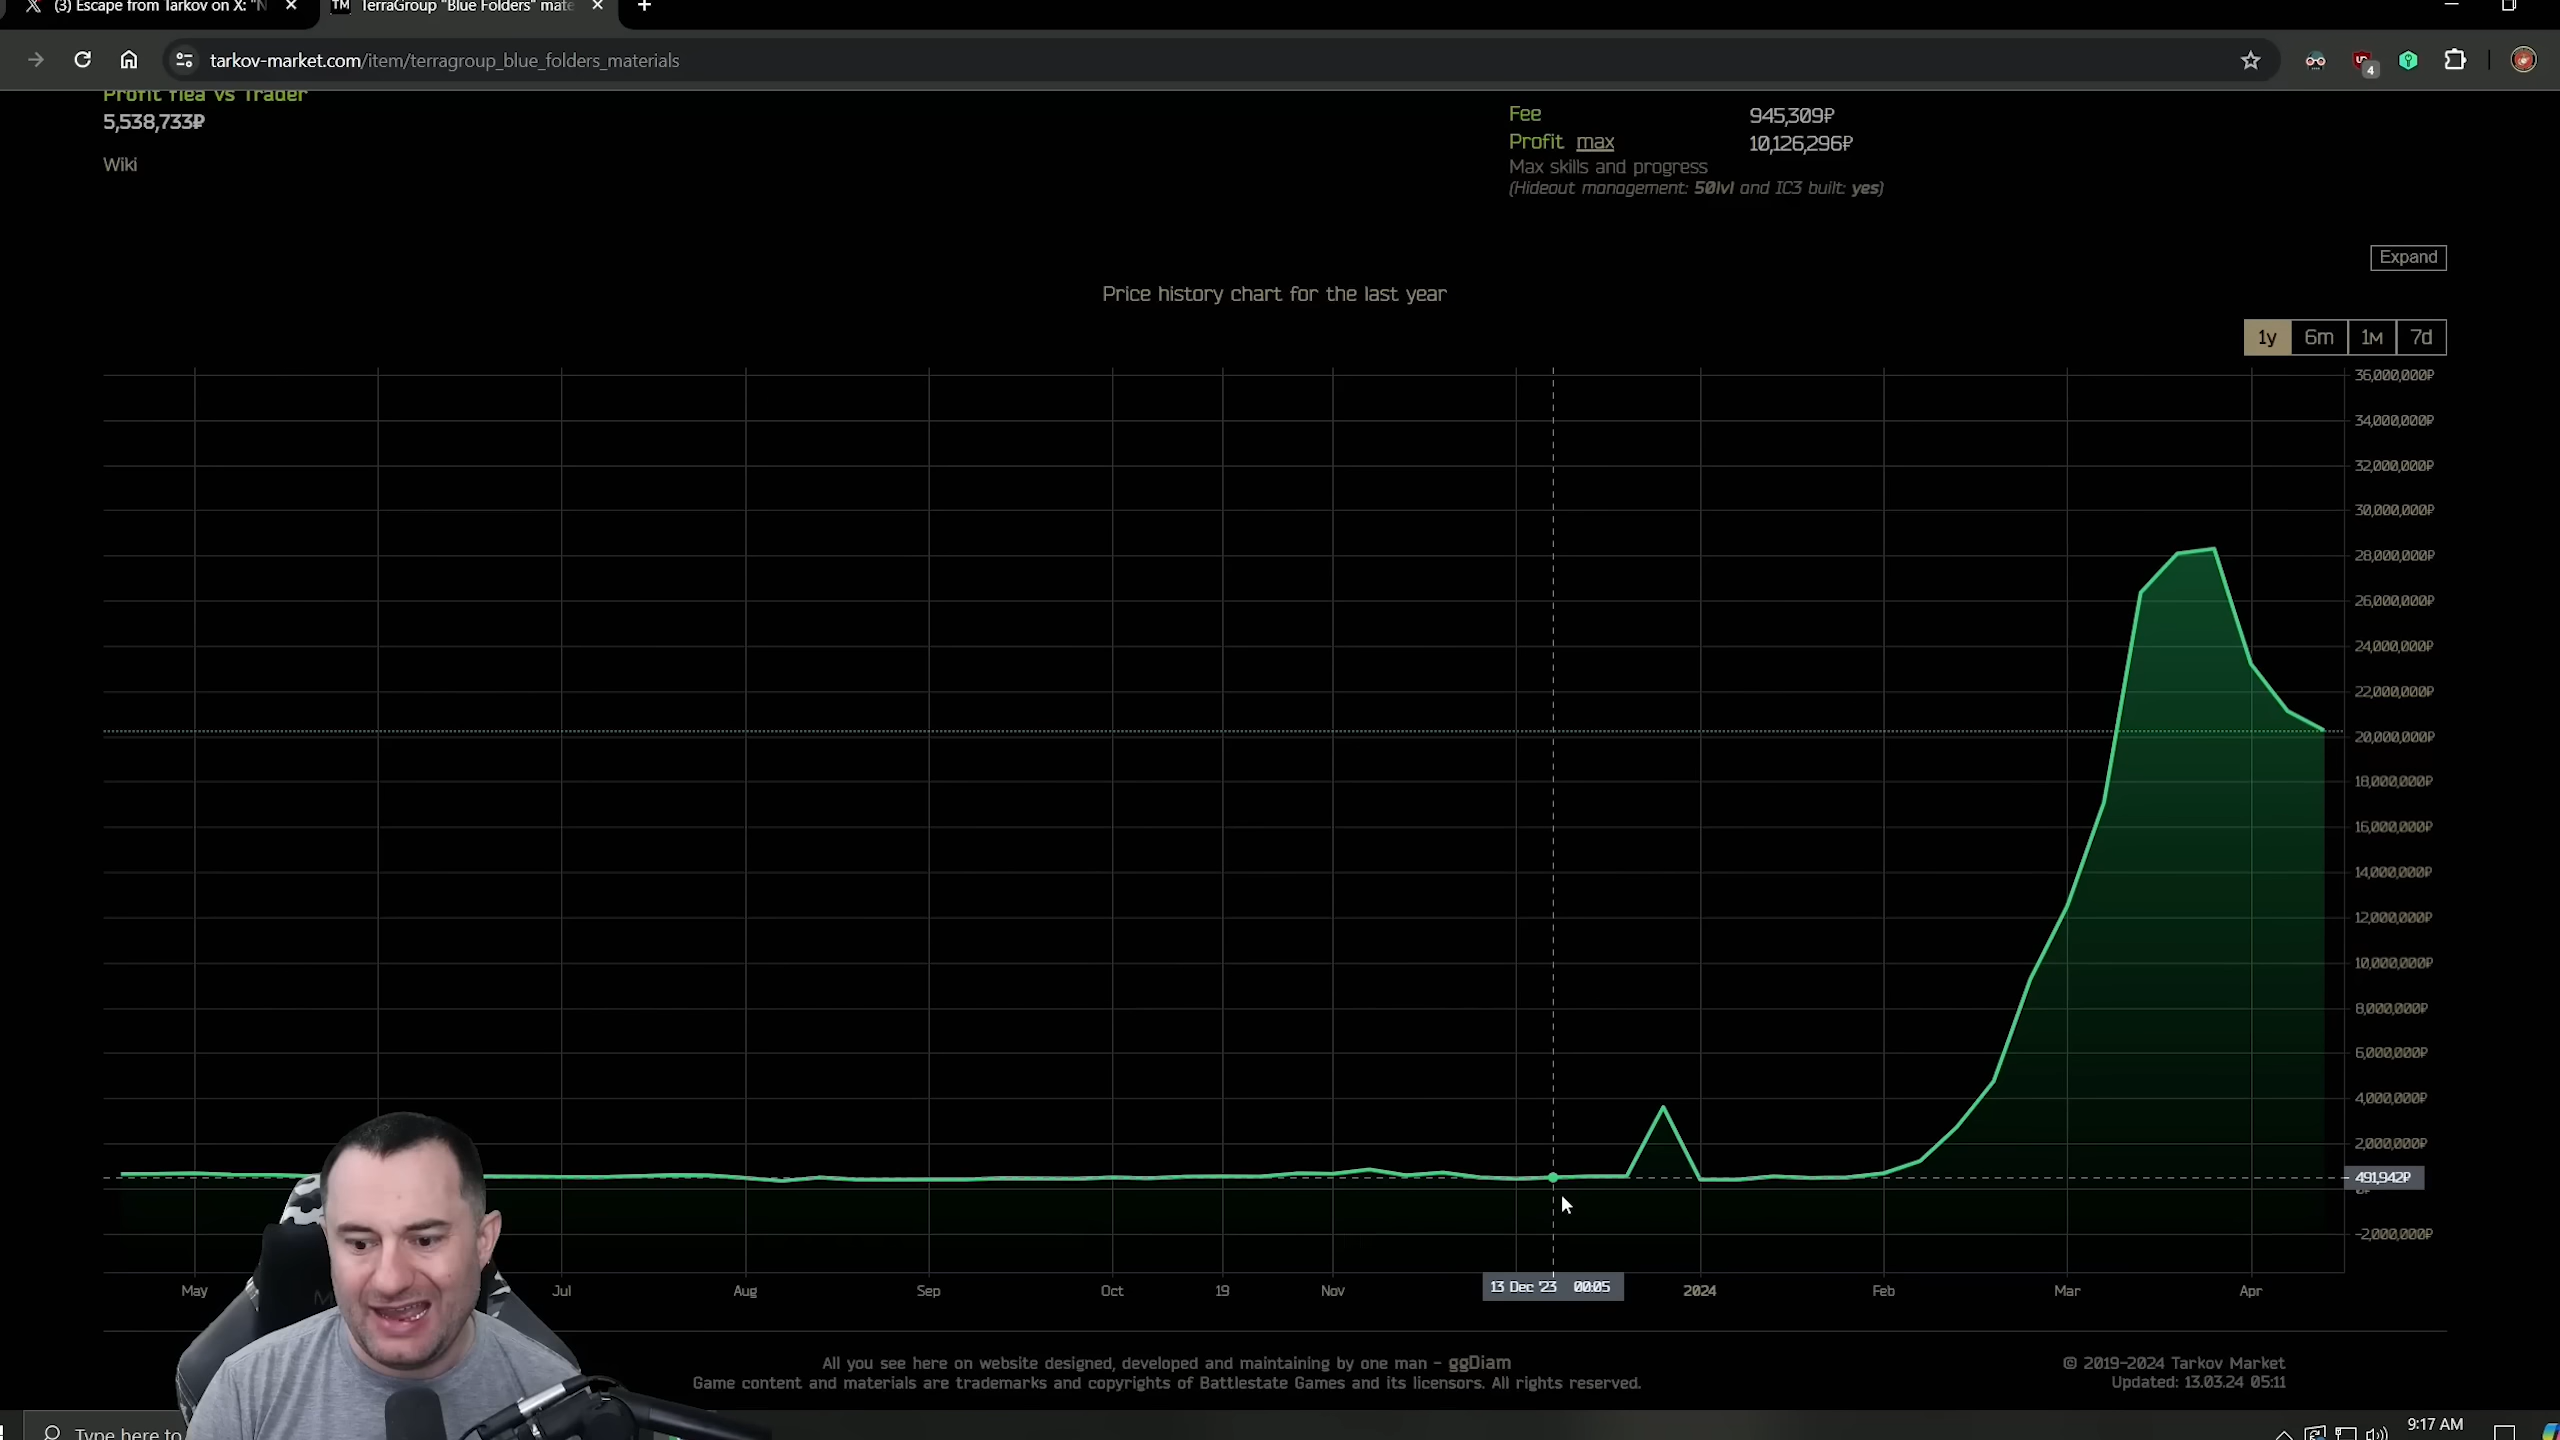 (3) Escape from Tarkov on X: "N
TM TerraGroup "Blue Folders" mate
tarkov-market.com/item/terragroup_blue_folders_materials
4
Profit flea vs Trader
5,538,733₽
Wiki
Fee 945,309₽
Profit max 10,126,296₽
Max skills and progress
(Hideout management: 50lvl and IC3 built: yes)
Expand
Price history chart for the last year
1y 6m 1м 7d
36,000,000₽
34,000,000₽
32,000,000₽
30,000,000₽
28,000,000₽
26,000,000₽
24,000,000₽
22,000,000₽
20,000,000₽
18,000,000₽
16,000,000₽
14,000,000₽
12,000,000₽
10,000,000₽
8,000,000₽
6,000,000₽
4,000,000₽
2,000,000₽
491,942₽
-2,000,000₽
May Jul Aug Sep Oct 19 Nov 13 Dec '23 00:05 2024 Feb Mar Apr
All you see here on website designed, developed and maintaining by one man - ggDiam
Game content and materials are trademarks and copyrights of Battlestate Games and its licensors. All rights reserved.
© 2019-2024 Tarkov Market
Updated: 13.03.24 05:11
Type here to
9:17 AM